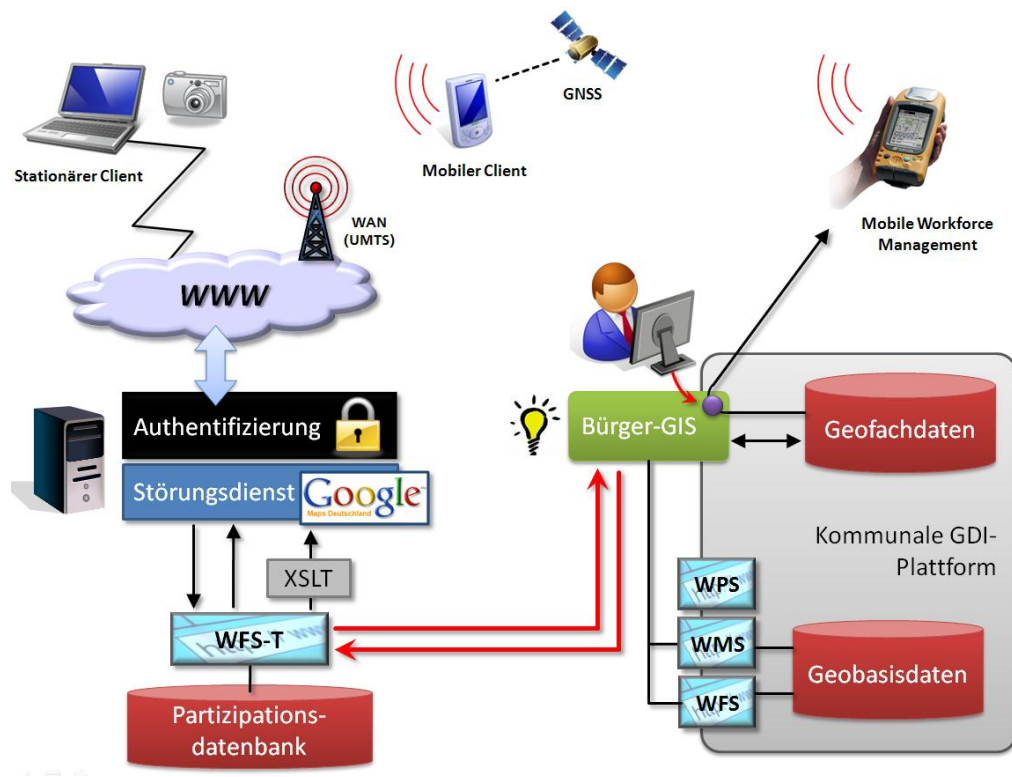 GNSS
Stationärer Client
Mobiler Client
WAN
(UMTS)
Mobile Workforce
Management
WWW
Authentifizierung
Störungsdienst
Google
Maps Deutschland
Bürger-GIS
Geofachdaten
Kommunale GDI-
Plattform
XSLT
WPS
WFS-T
WMS
Geobasisdaten
WFS
Partizipations-
datenbank